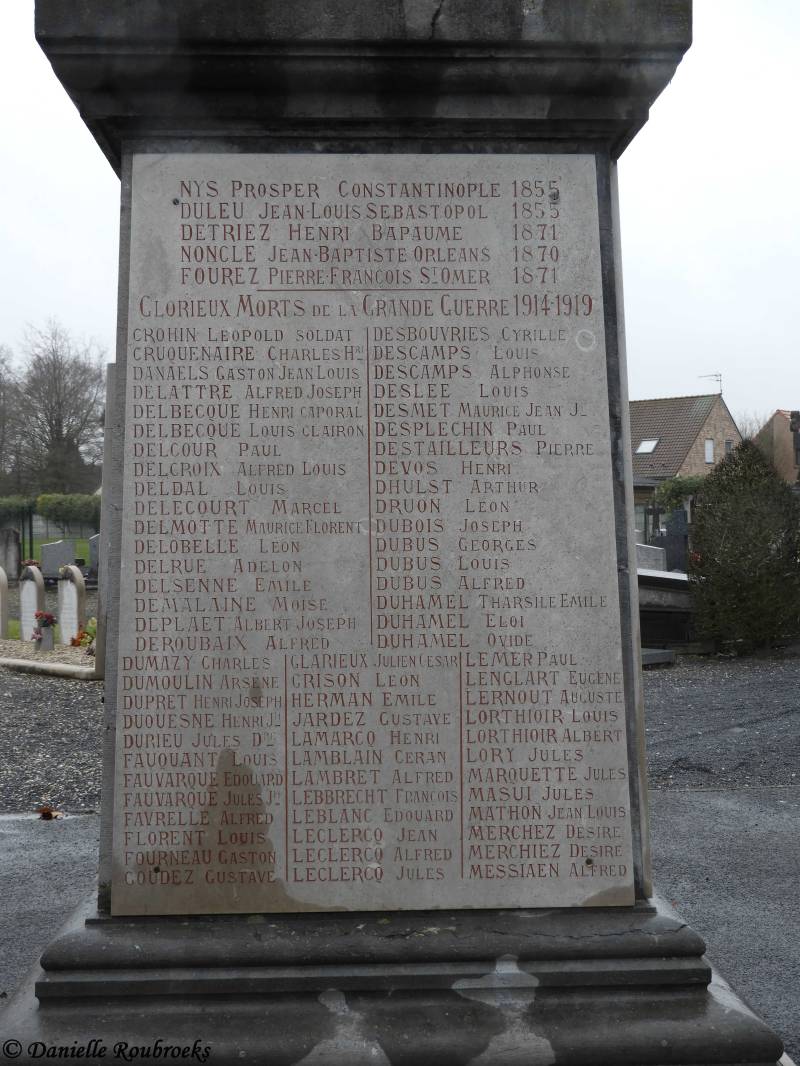 NYS PROSPER CONSTANTINOPLE 1855
DULEU JEAN-LOUIS SEBASTOPOL 1855
DETRIEZ HENRI BAPAUME 1871
NONCLE JEAN-BAPTISTE ORLEANS 1870
FOUREZ PIERRE-FRANÇOIS ST OMER 1871
GLORIEUX MORTS DE LA GRANDE GUERRE 1914-1919
CROHIN LEOPOLD SOLDAT
CRUQUENAIRE CHARLES HRI
DANAELS GASTON JEAN LOUIS
DELATTRE ALFRED JOSEPH
DELBECQUE HENRI CAPORAL
DELBECQUE LOUIS CLAIRON
DELCOUR PAUL
DELCROIX ALFRED LOUIS
DELDAL LOUIS
DELECOURT MARCEL
DELMOTTE MAURICE FLORENT
DELOBELLE LEON
DELRUE ADELON
DELSENNE EMILE
DEMALAINE MOISE
DEPLAET ALBERT JOSEPH
DEROUBAIX ALFRED
DESBOUVRIES CYRILLE
DESCAMPS LOUIS
DESCAMPS ALPHONSE
DESLEE LOUIS
DESMET MAURICE JEAN
DESPLECHIN PAUL
DESTAILLEURS PIERRE
DEVOS HENRI
DHULST ARTHUR
DRUON LEON
DUBOIS JOSEPH
DUBUS GEORGES
DUBUS LOUIS
DUBUS ALFRED
DUHAMEL THARSILE EMILE
DUHAMEL ELOI
DUHAMEL OVIDE
DUMAZY CHARLES
DUMOULIN ARSENE
DUPRET HENRI JOSEPH
DUQUESNE HENRI
DURIEU JULES
FAUQUANT LOUIS
FAUVARQUE EDOUARD
FAUVARQUE JULES
FAVRELLE ALFRED
FLORENT LOUIS
FOURNEAU GASTON
GOUDEZ GUSTAVE
GLARIEUX JULIEN CESAR
GRISON LEON
HERMAN EMILE
JARDEZ GUSTAVE
LAMARCQ HENRI
LAMBLAIN CERAN
LAMBRET ALFRED
LEBBRECHT FRANÇOIS
LEBLANC EDOUARD
LECLERCQ JEAN
LECLERCQ ALFRED
LECLERCQ JULES
LEMER PAUL
LENGLART EUGENE
LERNOUT AUGUSTE
LORTHIOIR LOUIS
LORTHIOIR ALBERT
LORY JULES
MARQUETTE JULES
MASUI JULES
MATHON JEAN LOUIS
MERCHEZ DESIRE
MERCHIEZ DESIRE
MESSIAEN ALFRED
© Danielle Roubroeks